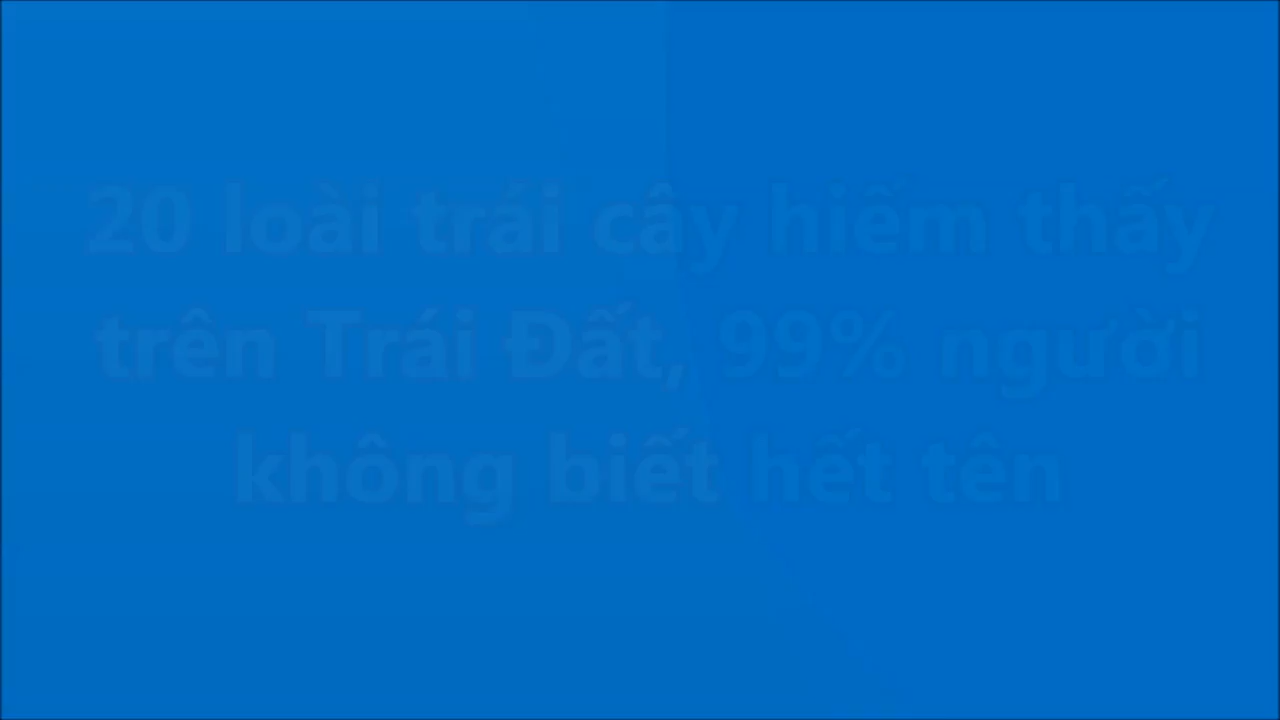 20 loài trái cây hiếm thấy
trên Trái Đất, 99% người
không biết hết tên